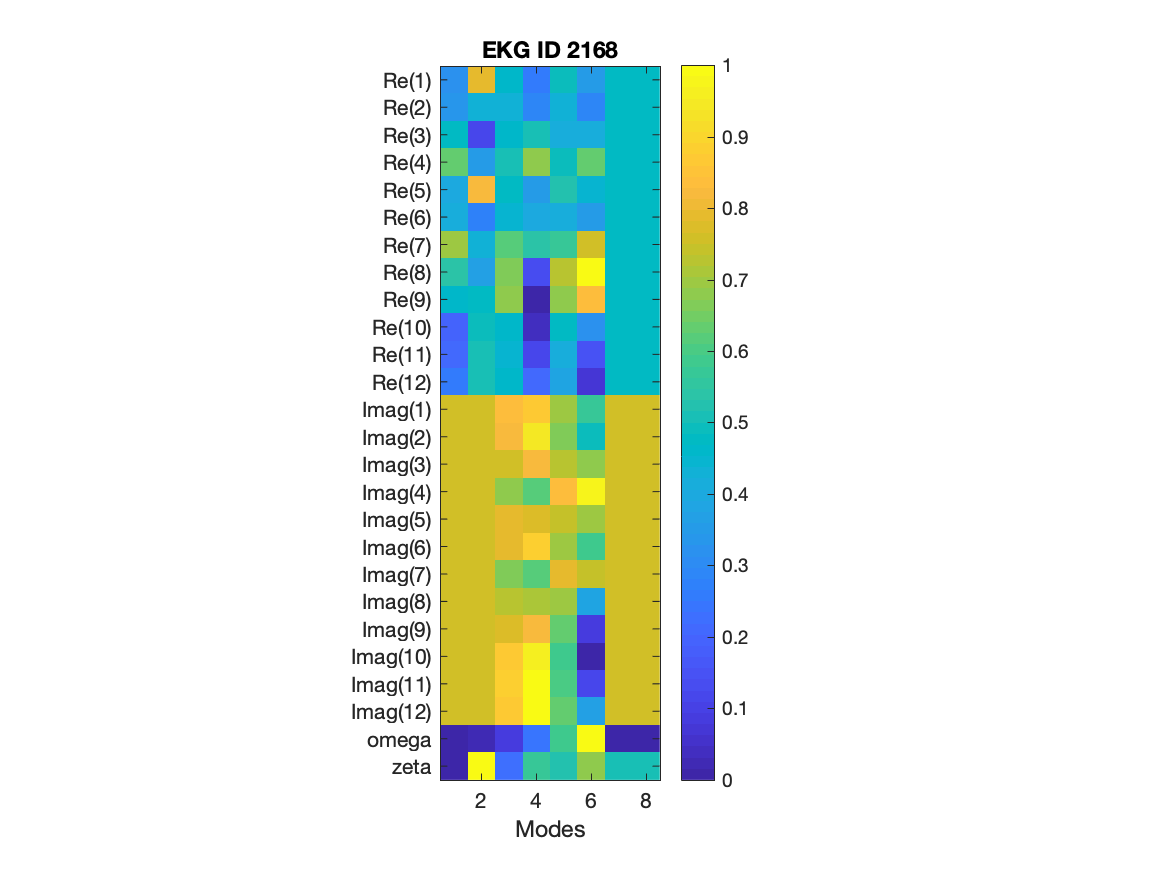 EKG ID 2168
Re(1)
Re(2)
Re(3)
Re(4)
Re(5)
Re(6)
Re(7)
Re(8)
Re(9)
Re(10)
Re(11)
Re(12)
Imag(1)
Imag(2)
Imag(3)
Imag(4)
Imag(5)
Imag(6)
Imag(7)
Imag(8)
Imag(9)
Imag(10)
Imag(11)
Imag(12)
omega
zeta
2 4 6 8
Modes
1
0.9
0.8
0.7
0.6
0.5
0.4
0.3
0.2
0.1
0